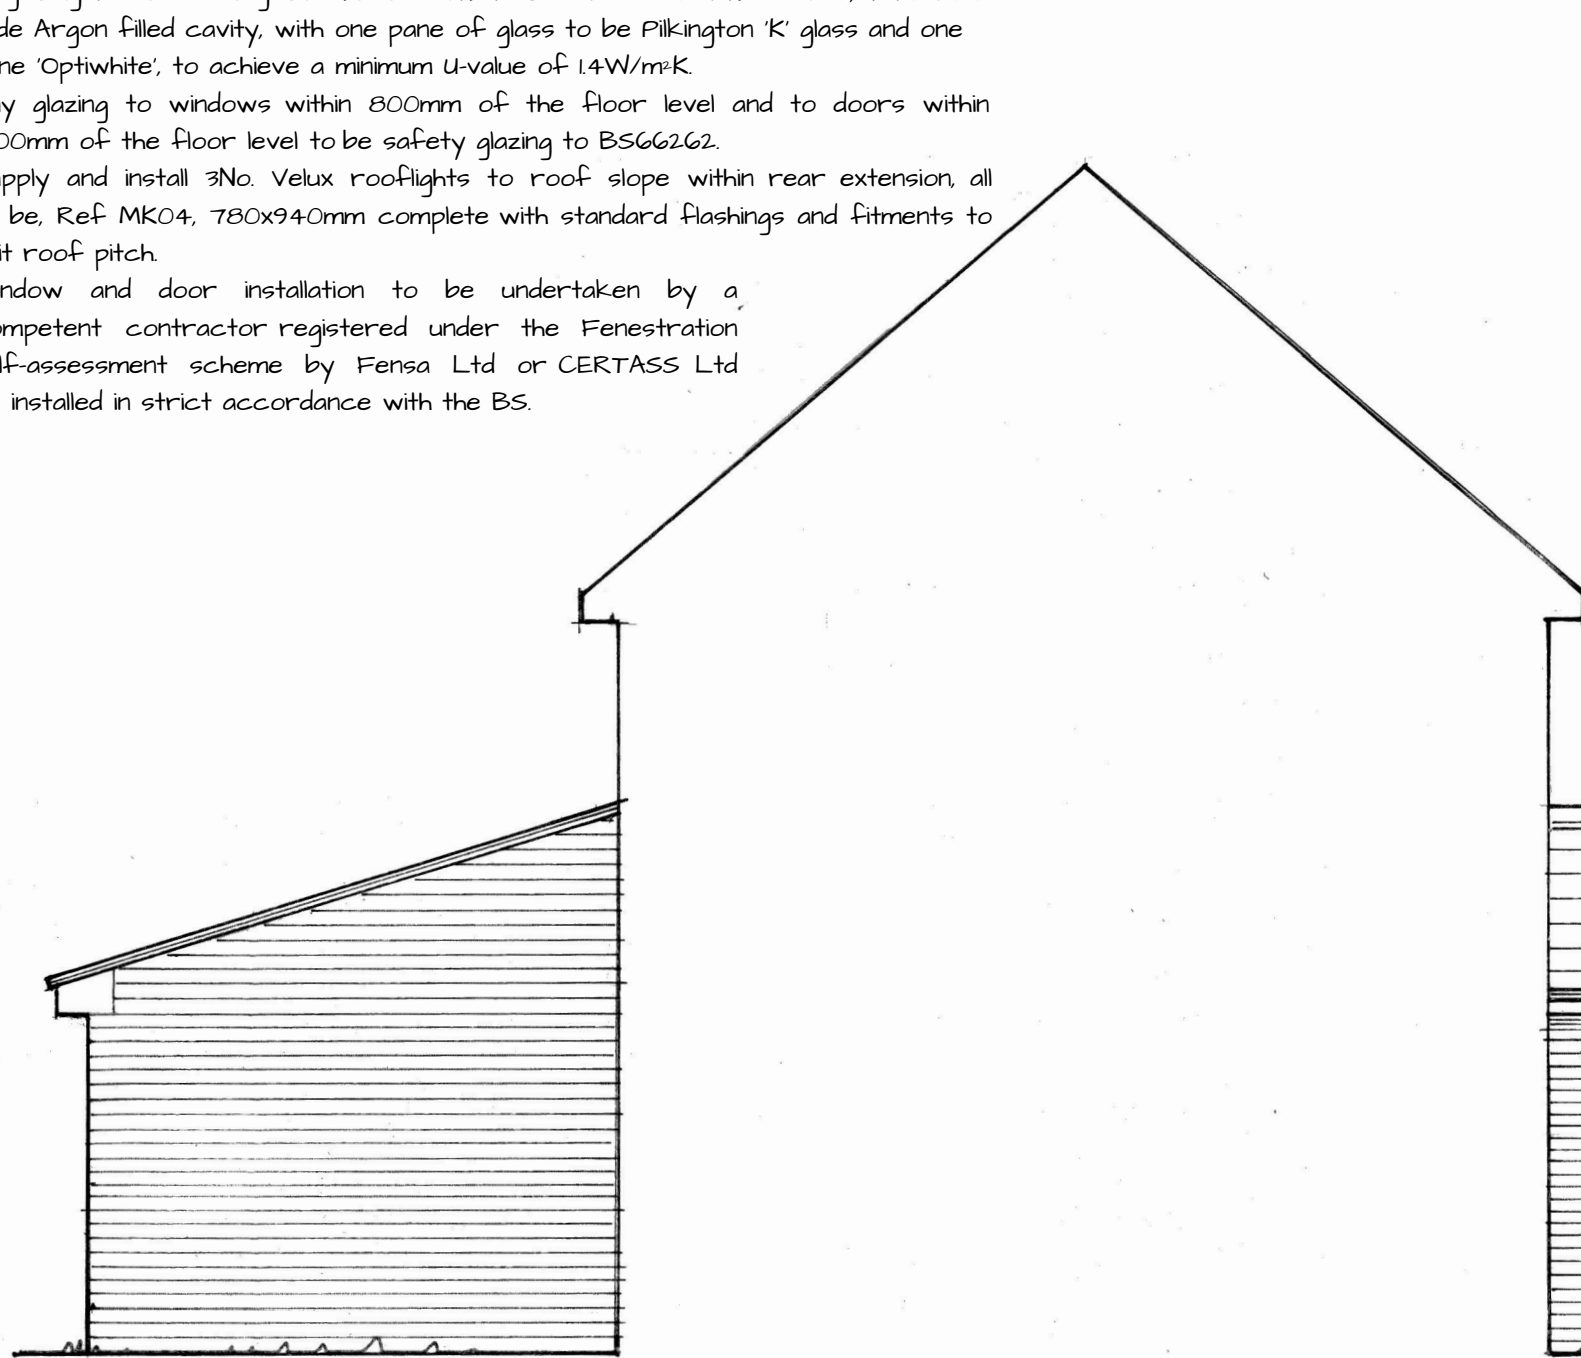 de Argon filled cavity, with one pane of glass to be Pilkington 'K' glass and one
ne 'Optiwhite', to achieve a minimum U-value of 1.4W/m²K.
y glazing to windows within 800mm of the floor level and to doors within
00mm of the floor level to be safety glazing to BS66262.
pply and install 3No. Velux rooflights to roof slope within rear extension, all
be, Ref MK04, 780x940mm complete with standard flashings and fitments to
it roof pitch.
ndow and door installation to be undertaken by a
ompetent contractor registered under the Fenestration
lf-assessment scheme by Fensa Ltd or CERTASS Ltd
installed in strict accordance with the BS.